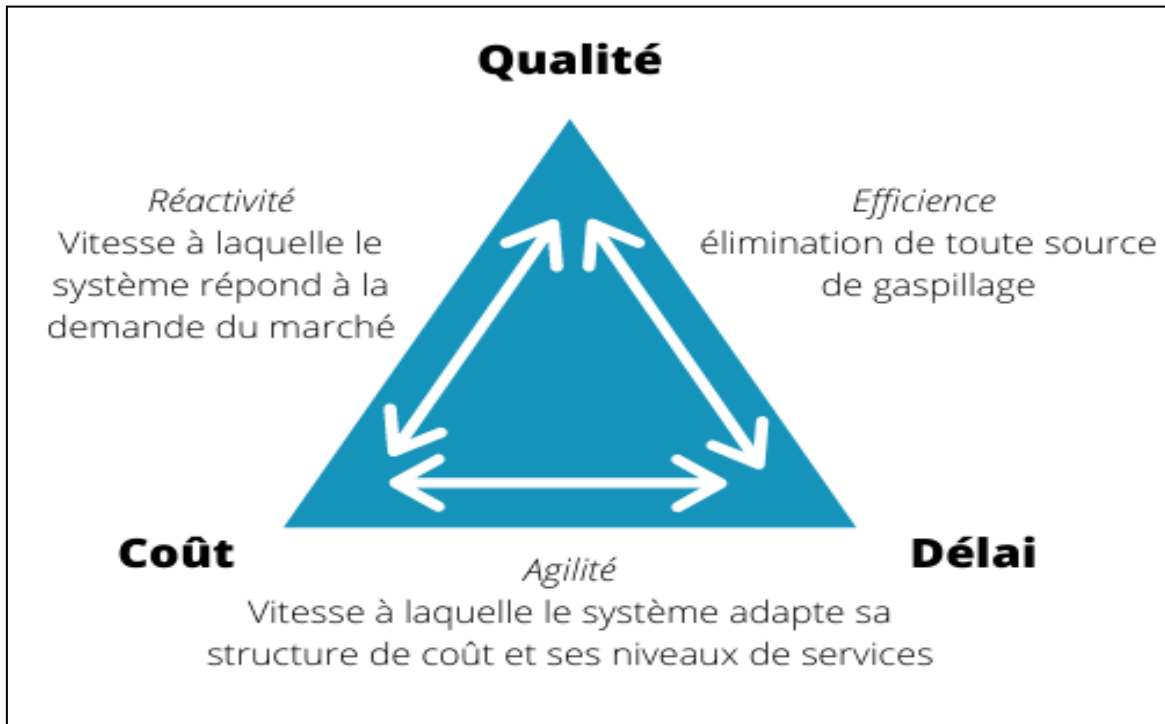 Qualité
Réactivité
Vitesse à laquelle le
système répond à la
demande du marché
Efficience
élimination de toute source
de gaspillage
Coût
Délai
Agilité
Vitesse à laquelle le système adapte sa
structure de coût et ses niveaux de services